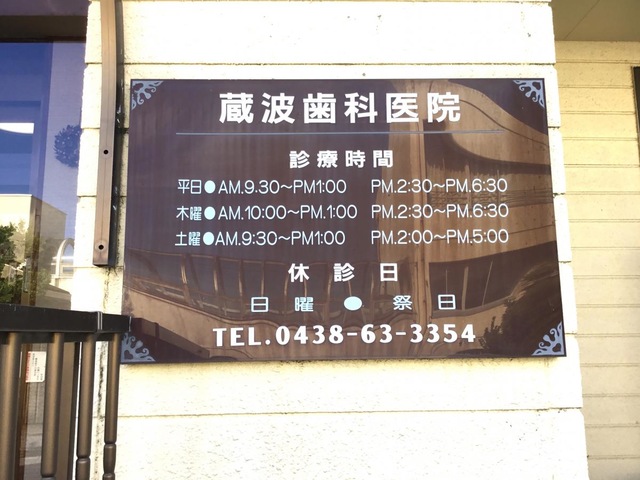 蔵波歯科医院
診療時間
平日●AM.9.30～PM1:00 PM.2:30～PM.6:30
木曜●AM.10:00～PM.1:00 PM.2:30～PM.6:30
土曜●AM.9:30～PM1:00 PM.2:00～PM.5:00
休診日
日曜●祭日
TEL.0438-63-3354